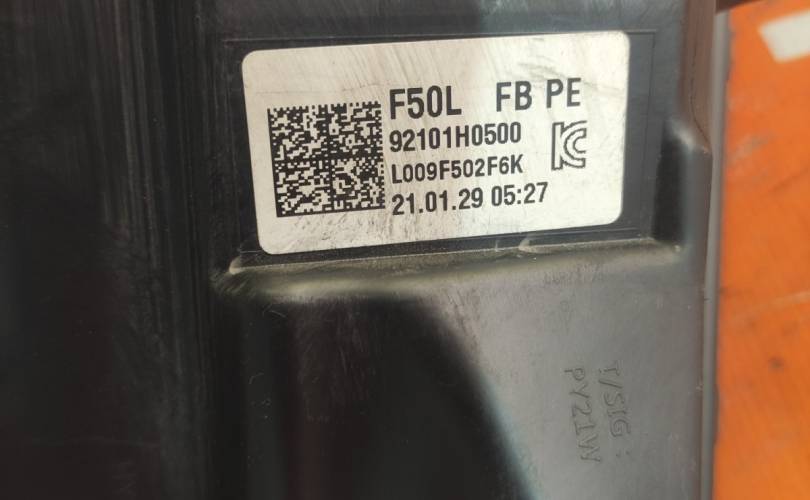 F50L FB PE
92101H0500
L009F502F6K
21.01.29 05:27
T/SIG :
PY21W